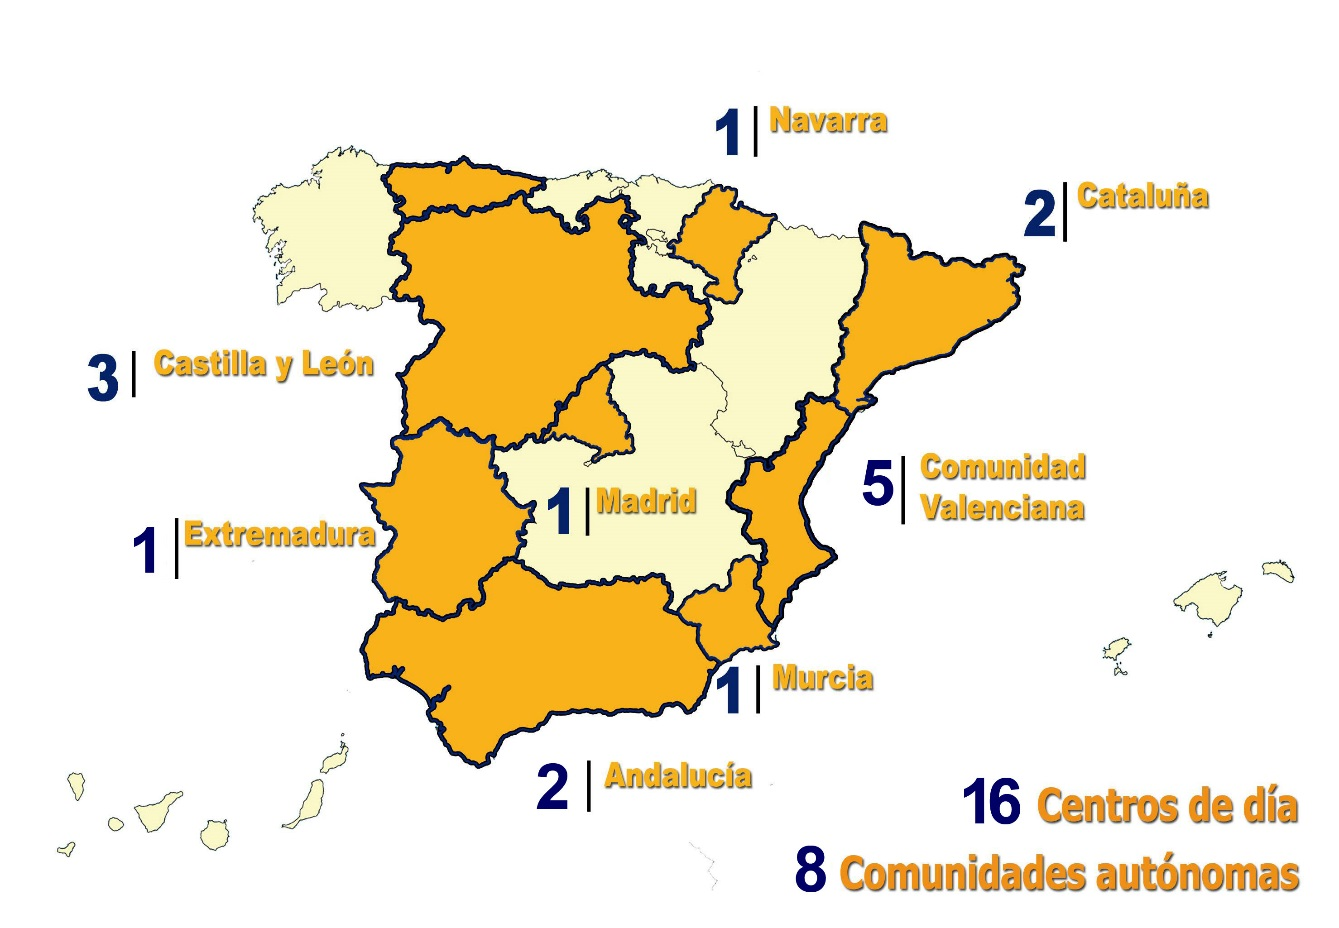 1 | Navarra
2 | Cataluña
3 | Castilla y León
5 | Comunidad
Valenciana
1 | Madrid
1 | Extremadura
1 | Murcia
2 | Andalucía
16 Centros de día
8 Comunidades autónomas